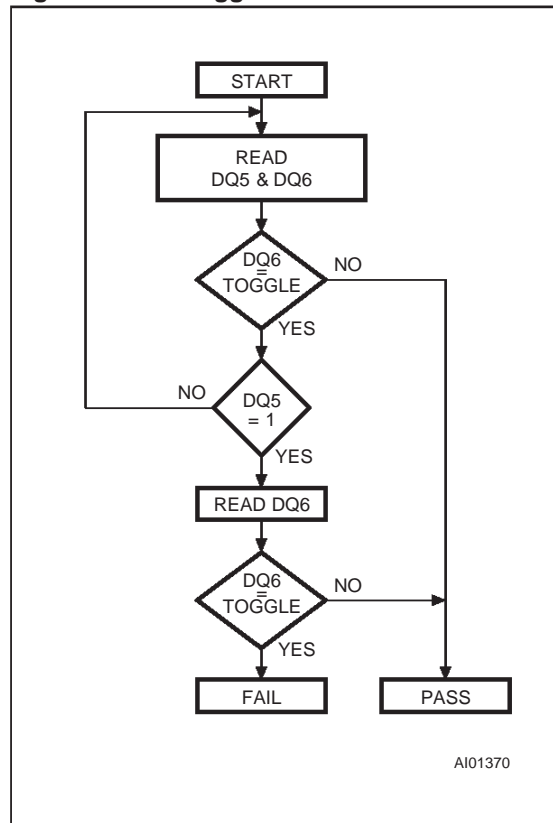 START
READ
DQ5 & DQ6
DQ6
=
TOGGLE
NO
YES
NO
DQ5
= 1
YES
READ DQ6
DQ6
=
TOGGLE
NO
YES
FAIL
PASS
AI01370